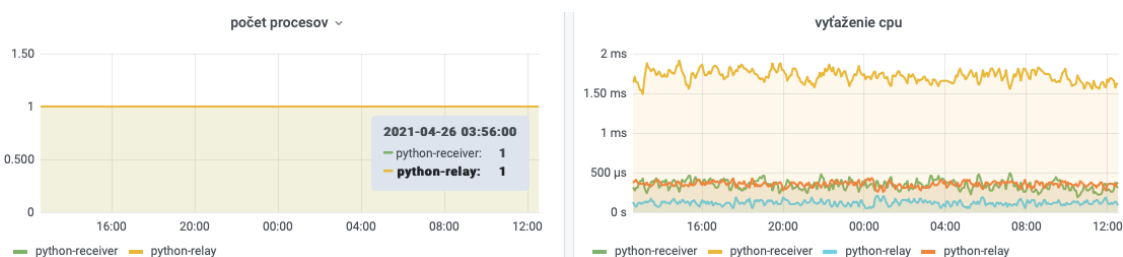 počet procesov
1.50
1
0.500
0
2021-04-26 03:56:00
python-receiver: 1
python-relay: 1
16:00 20:00 00:00 04:00 08:00 12:00
python-receiver python-relay
vyťaženie cpu
2 ms
1.50 ms
1 ms
500 µs
0 s
16:00 20:00 00:00 04:00 08:00 12:00
python-receiver python-receiver python-relay python-relay